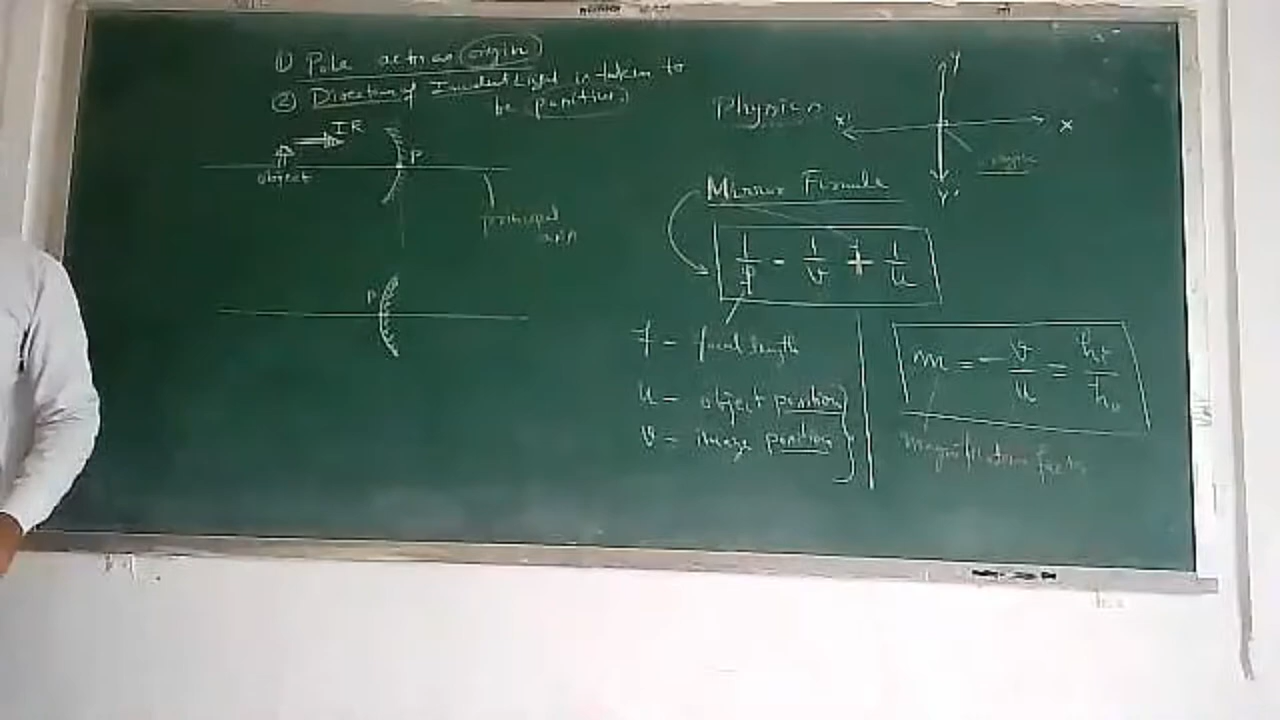 ① Pole act as origin
② Direction of Incident Light is taken to
be positive
IR
P
object
principal
axis
P
Physics
Y
X'
X
origin
Y'
Mirror Formula
1/f = 1/v + 1/u
f - focal length
u - object position
v - image position
m = - v/u = hi/ho
Magnification factor